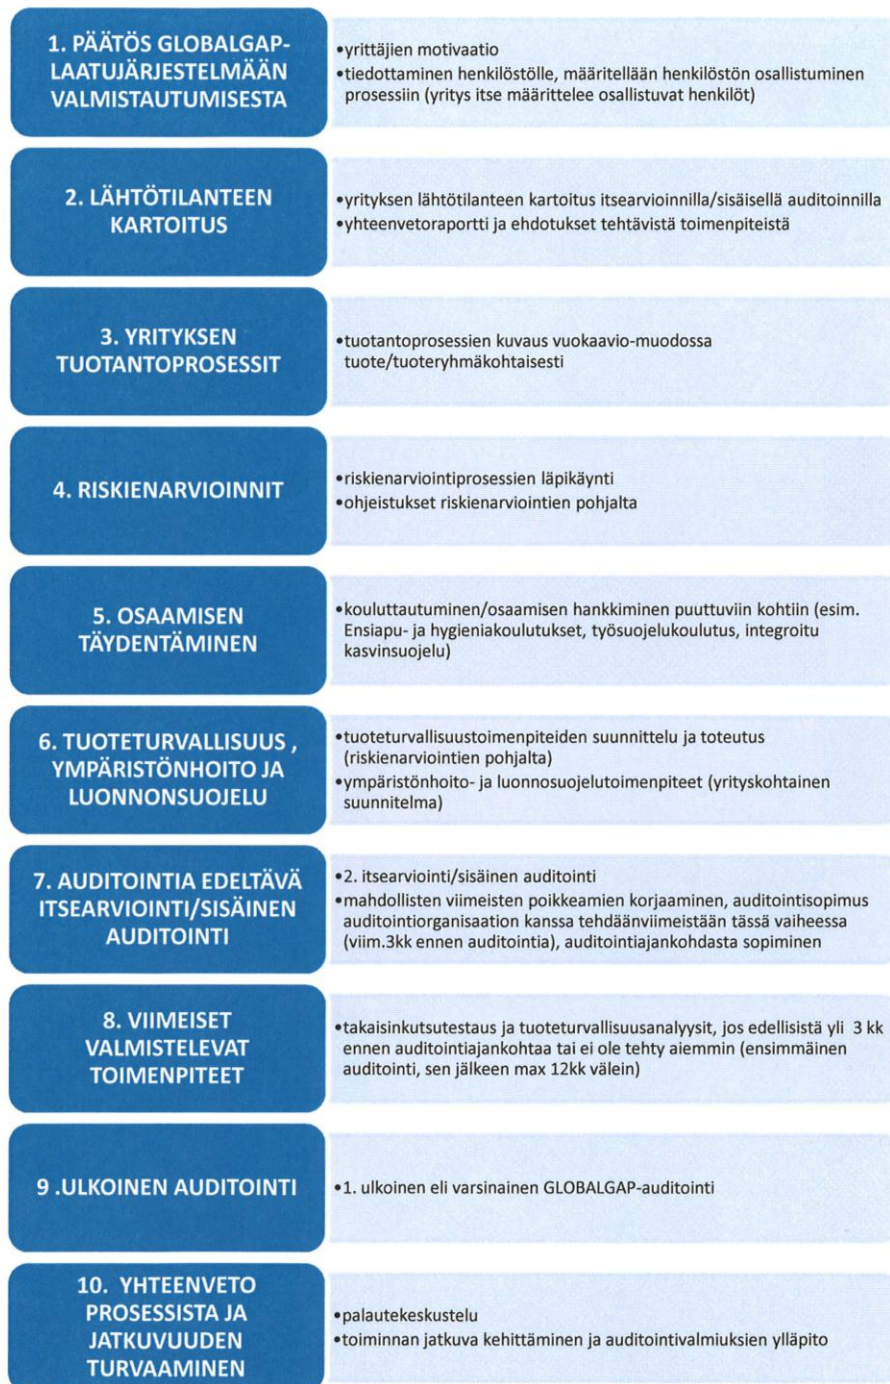 1. PÄÄTÖS GLOBALGAP-
LAATUJÄRJESTELMÄÄN
VALMISTAUTUMISESTA
•yrittäjien motivaatio
•tiedottaminen henkilöstölle, määritellään henkilöstön osallistuminen
prosessiin (yritys itse määrittelee osallistuvat henkilöt)
2. LÄHTÖTILANTEEN
KARTOITUS
•yrityksen lähtötilanteen kartoitus itsearvioinnilla/sisäisellä auditoinnilla
•yhteenvetoraportti ja ehdotukset tehtävistä toimenpiteistä
3. YRITYKSEN
TUOTANTOPROSESSIT
•tuotantoprosessien kuvaus vuokaavio-muodossa
tuote/tuoteryhmäkohtaisesti
4. RISKIENARVIOINNIT
•riskienarviointiprosessien läpikäynti
•ohjeistukset riskienarviointien pohjalta
5. OSAAMISEN
TÄYDENTÄMINEN
•kouluttautuminen/osaamisen hankkiminen puuttuviin kohtiin (esim.
Ensiapu- ja hygieniakoulutukset, työsuojelukoulutus, integroitu
kasvinsuojelu)
6. TUOTETURVALLISUUS ,
YMPÄRISTÖNHOITO JA
LUONNONSUOJELU
•tuoteturvallisuustoimenpiteiden suunnittelu ja toteutus
(riskienarviointien pohjalta)
•ympäristönhoito- ja luonnosuojelutoimenpiteet (yrityskohtainen
suunnitelma)
7. AUDITOINTIA EDELTÄVÄ
ITSEARVIOINTI/SISÄINEN
AUDITOINTI
•2. itsearviointi/sisäinen auditointi
•mahdollisten viimeisten poikkeamien korjaaminen, auditointisopimus
auditointiorganisaation kanssa tehdäänviimeistään tässä vaiheessa
(viim.3kk ennen auditointia), auditointiajankohdasta sopiminen
8. VIIMEISET
VALMISTELEVAT
TOIMENPITEET
•takaisinkutsutestaus ja tuoteturvallisuusanalyysit, jos edellisistä yli 3 kk
ennen auditointiajankohtaa tai ei ole tehty aiemmin (ensimmäinen
auditointi, sen jälkeen max 12kk välein)
9 .ULKOINEN AUDITOINTI
•1. ulkoinen eli varsinainen GLOBALGAP-auditointi
10. YHTEENVETO
PROSESSISTA JA
JATKUVUUDEN
TURVAAMINEN
•palautekeskustelu
•toiminnan jatkuva kehittäminen ja auditointivalmiuksien ylläpito